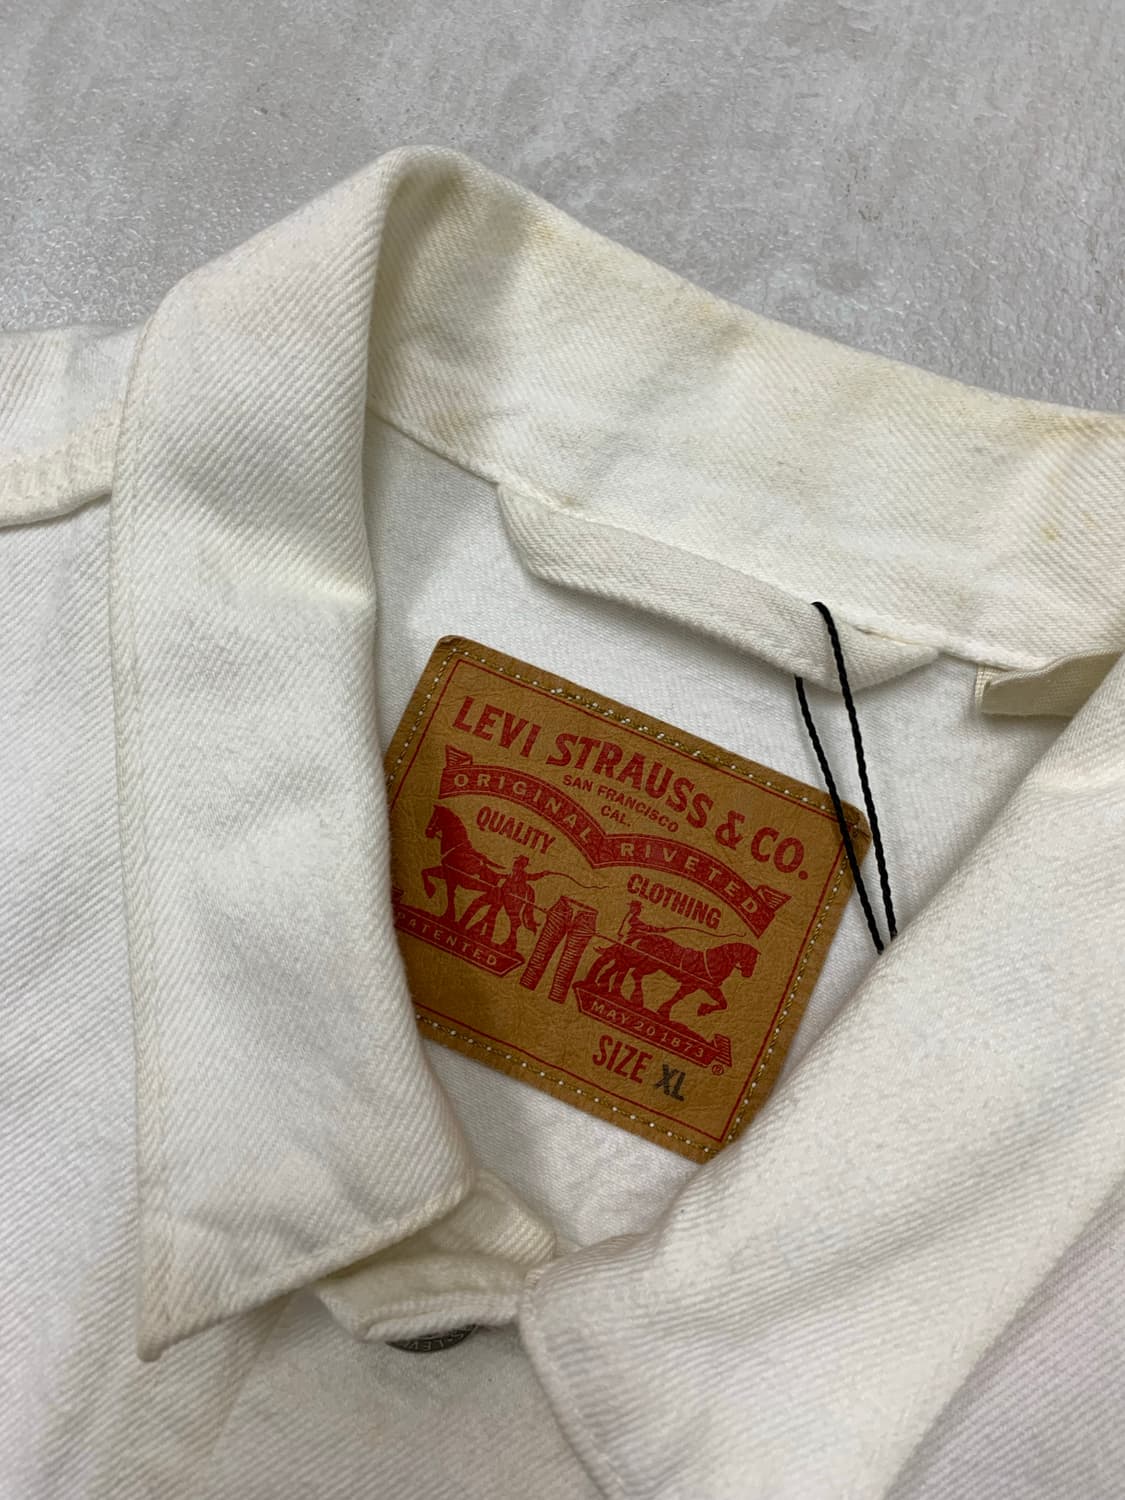 LEVI STRAUSS & CO.
SAN FRANCISCO
CAL.
ORIGINAL RIVETED
QUALITY
CLOTHING
PATENTED
MAY 20 1873
®
SIZE XL